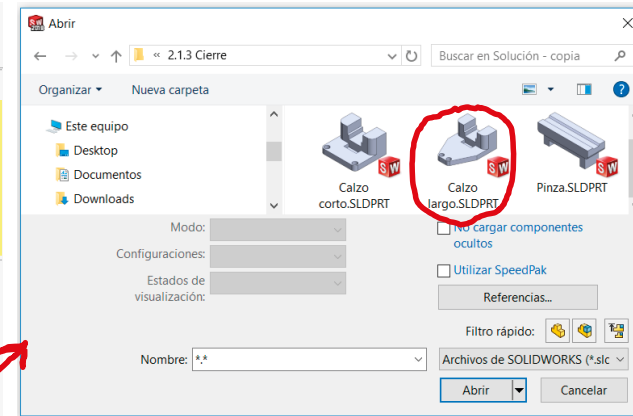 Abrir
« 2.1.3 Cierre
Buscar en Solución - copia
Organizar
Nueva carpeta
?
Este equipo
Desktop
Documentos
Downloads
Calzo
corto.SLDPRT
Calzo
largo.SLDPRT
Pinza.SLDPRT
Modo:
Configuraciones:
Estados de
visualización:
No cargar componentes
ocultos
Utilizar SpeedPak
Referencias...
Filtro rápido:
Nombre:
*.*
Archivos de SOLIDWORKS (*.slc
Abrir
Cancelar